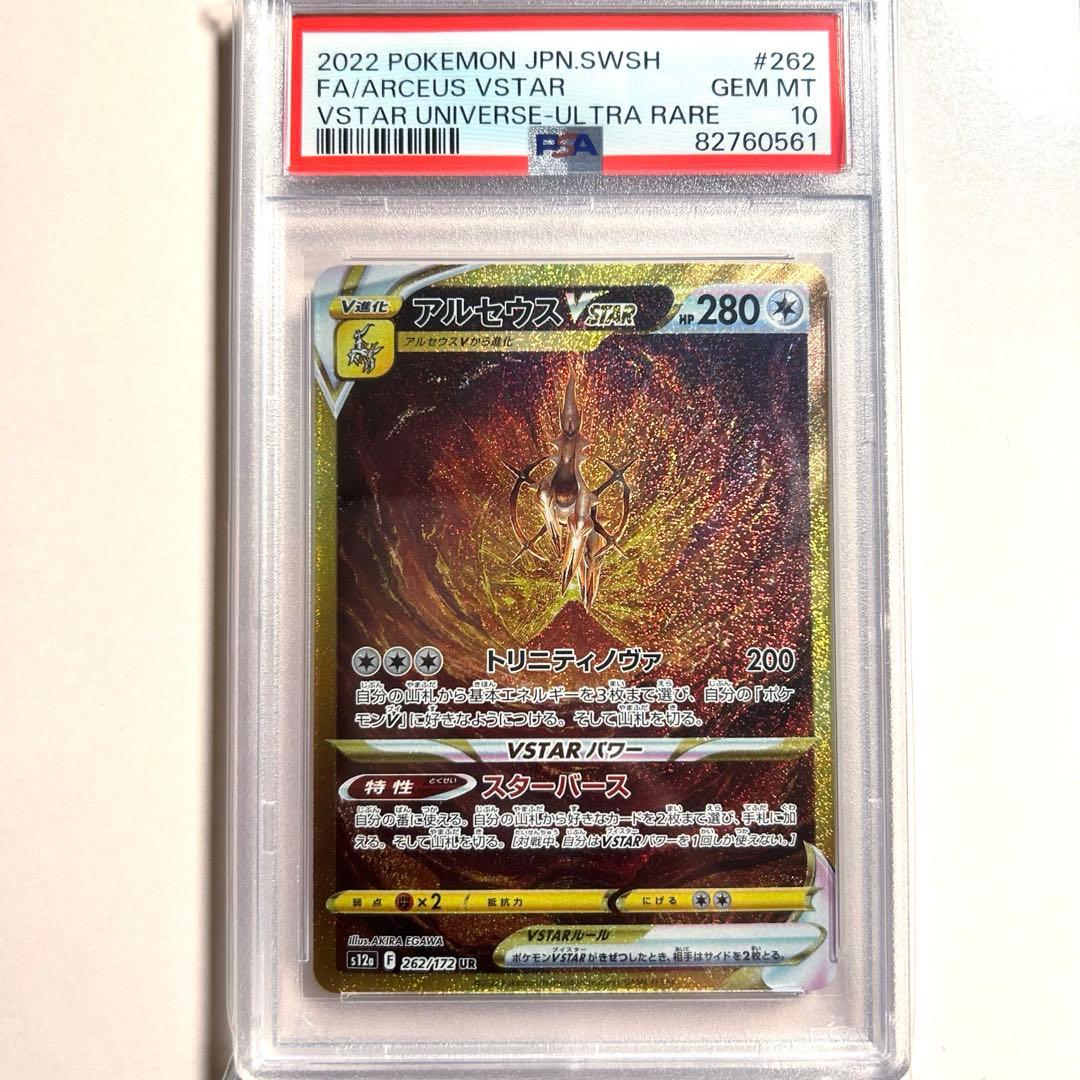 2022 POKEMON JPN.SWSH #262
FA/ARCEUS VSTAR GEM MT
VSTAR UNIVERSE-ULTRA RARE 10
PSA 82760561
V進化 アルセウス VSTAR HP 280
アルセウスVから進化
トリニティノヴァ 200
自分の山札から基本エネルギーを3枚まで選び、自分の「ポケ
モンV」に好きなようにつける。そして山札を切る。
VSTARパワー
特性 スターバース
自分の番に使える。自分の山札から好きなカードを2枚まで選び、手札に加
える。そして山札を切る。[対戦中、自分はVSTARパワーを1回しか使えない。]
弱点 ×2 抵抗力 にげる
Illus. AKIRA EGAWA
VSTARルール
ポケモンVSTARがきぜつしたとき、相手はサイドを2枚とる。
s12a F 262/172 UR
©2022 Pokémon/Nintendo/Creatures/GAME FREAK